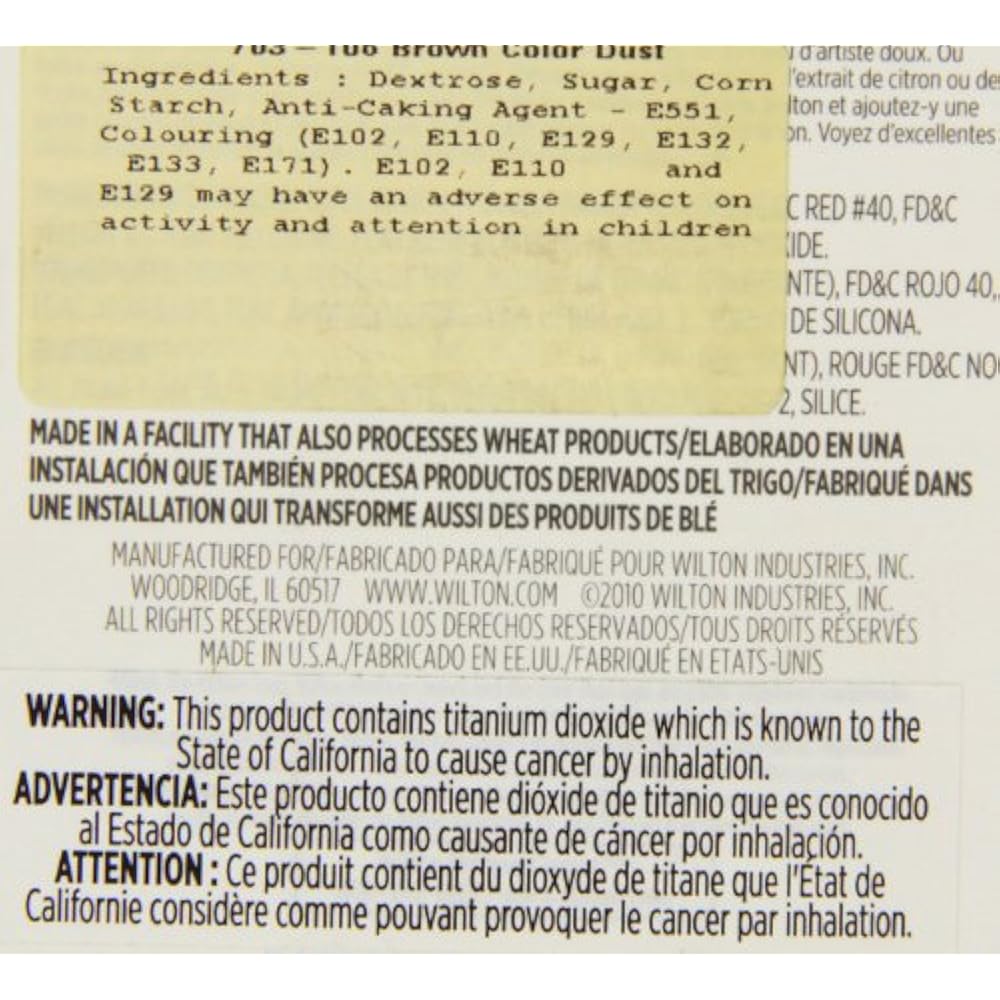 703 - 106 Brown Color Dust
Ingredients : Dextrose, Sugar, Corn
Starch, Anti-Caking Agent - E551,
Colouring (E102, E110, E129, E132,
E133, E171). E102, E110 and
E129 may have an adverse effect on
activity and attention in children
d'artiste doux. Ou
l'extrait de citron ou de
lton et ajoutez-y une
on. Voyez d'excellentes
C RED #40, FD&C
IDE.
NTE), FD&C ROJO 40,
DE SILICONA.
NT), ROUGE FD&C NO
2, SILICE.
MADE IN A FACILITY THAT ALSO PROCESSES WHEAT PRODUCTS/ELABORADO EN UNA
INSTALACIÓN QUE TAMBIÉN PROCESA PRODUCTOS DERIVADOS DEL TRIGO/FABRIQUÉ DANS
UNE INSTALLATION QUI TRANSFORME AUSSI DES PRODUITS DE BLÉ
MANUFACTURED FOR/FABRICADO PARA/FABRIQUÉ POUR WILTON INDUSTRIES, INC.
WOODRIDGE, IL 60517 WWW.WILTON.COM ©2010 WILTON INDUSTRIES, INC.
ALL RIGHTS RESERVED/TODOS LOS DERECHOS RESERVADOS/TOUS DROITS RÉSERVÉS
MADE IN U.S.A./FABRICADO EN EE.UU./FABRIQUÉ EN ETATS-UNIS
WARNING: This product contains titanium dioxide which is known to the
State of California to cause cancer by inhalation.
ADVERTENCIA: Este producto contiene dióxide de titanio que es conocido
al Estado de California como causante de cáncer por inhalación.
ATTENTION : Ce produit contient du dioxyde de titane que l'État de
Californie considère comme pouvant provoquer le cancer par inhalation.